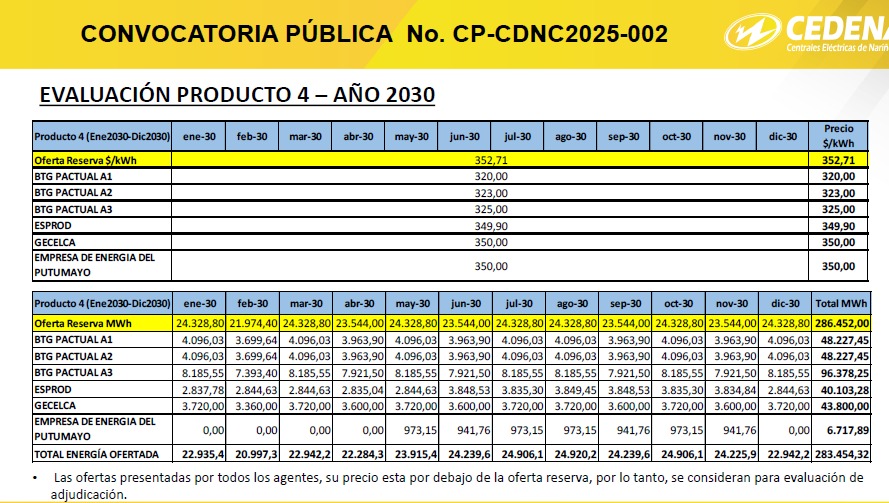 CONVOCATORIA PÚBLICA No. CP-CDNC2025-002
CEDENA
Centrales Eléctricas de Nariñ
EVALUACIÓN PRODUCTO 4 – AÑO 2030
Producto 4 (Ene2030-Dic2030) ene-30 feb-30 mar-30 abr-30 may-30 jun-30 jul-30 ago-30 sep-30 oct-30 nov-30 dic-30 Precio $/kWh
Oferta Reserva $/kWh 352,71 352,71
BTG PACTUAL A1 320,00 320,00
BTG PACTUAL A2 323,00 323,00
BTG PACTUAL A3 325,00 325,00
ESPROD 349,90 349,90
GECELCA 350,00 350,00
EMPRESA DE ENERGIA DEL
PUTUMAYO 350,00 350,00
Producto 4 (Ene2030-Dic2030) ene-30 feb-30 mar-30 abr-30 may-30 jun-30 jul-30 ago-30 sep-30 oct-30 nov-30 dic-30 Total MWh
Oferta Reserva MWh 24.328,80 21.974,40 24.328,80 23.544,00 24.328,80 23.544,00 24.328,80 24.328,80 23.544,00 24.328,80 23.544,00 24.328,80 286.452,00
BTG PACTUAL A1 4.096,03 3.699,64 4.096,03 3.963,90 4.096,03 3.963,90 4.096,03 4.096,03 3.963,90 4.096,03 3.963,90 4.096,03 48.227,45
BTG PACTUAL A2 4.096,03 3.699,64 4.096,03 3.963,90 4.096,03 3.963,90 4.096,03 4.096,03 3.963,90 4.096,03 3.963,90 4.096,03 48.227,45
BTG PACTUAL A3 8.185,55 7.393,40 8.185,55 7.921,50 8.185,55 7.921,50 8.185,55 8.185,55 7.921,50 8.185,55 7.921,50 8.185,55 96.378,25
ESPROD 2.837,78 2.844,63 2.844,63 2.835,04 2.844,63 3.848,53 3.835,30 3.849,45 3.848,53 3.835,30 3.834,84 2.844,63 40.103,28
GECELCA 3.720,00 3.360,00 3.720,00 3.600,00 3.720,00 3.600,00 3.720,00 3.720,00 3.600,00 3.720,00 3.600,00 3.720,00 43.800,00
EMPRESA DE ENERGIA DEL
PUTUMAYO 0,00 0,00 0,00 0,00 973,15 941,76 973,15 973,15 941,76 973,15 941,76 0,00 6.717,89
TOTAL ENERGÍA OFERTADA 22.935,4 20.997,3 22.942,2 22.284,3 23.915,4 24.239,6 24.906,1 24.920,2 24.239,6 24.906,1 24.225,9 22.942,2 283.454,32
• Las ofertas presentadas por todos los agentes, su precio esta por debajo de la oferta reserva, por lo tanto, se consideran para evaluación de
adjudicación.